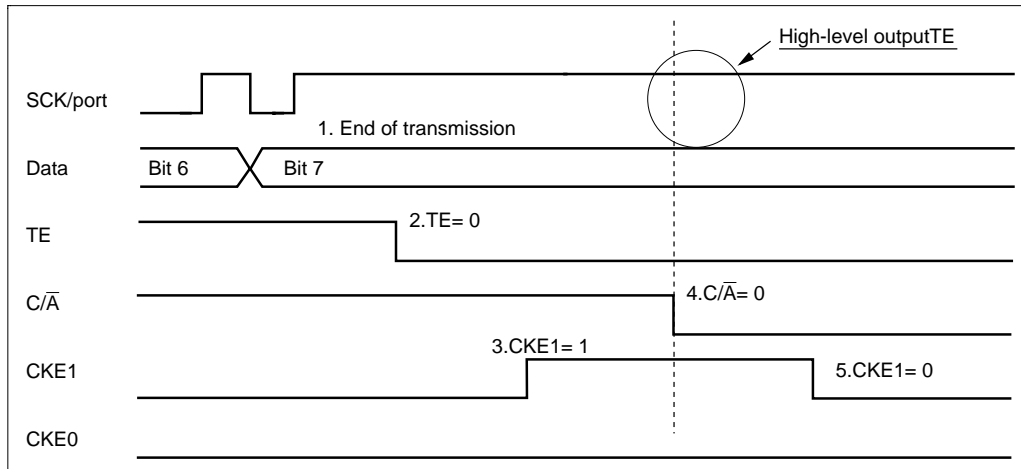 High-level outputTE
SCK/port
1. End of transmission
Data
Bit 6
Bit 7
TE
2.TE= 0
C/A̅
4.C/A̅= 0
3.CKE1= 1
CKE1
5.CKE1= 0
CKE0